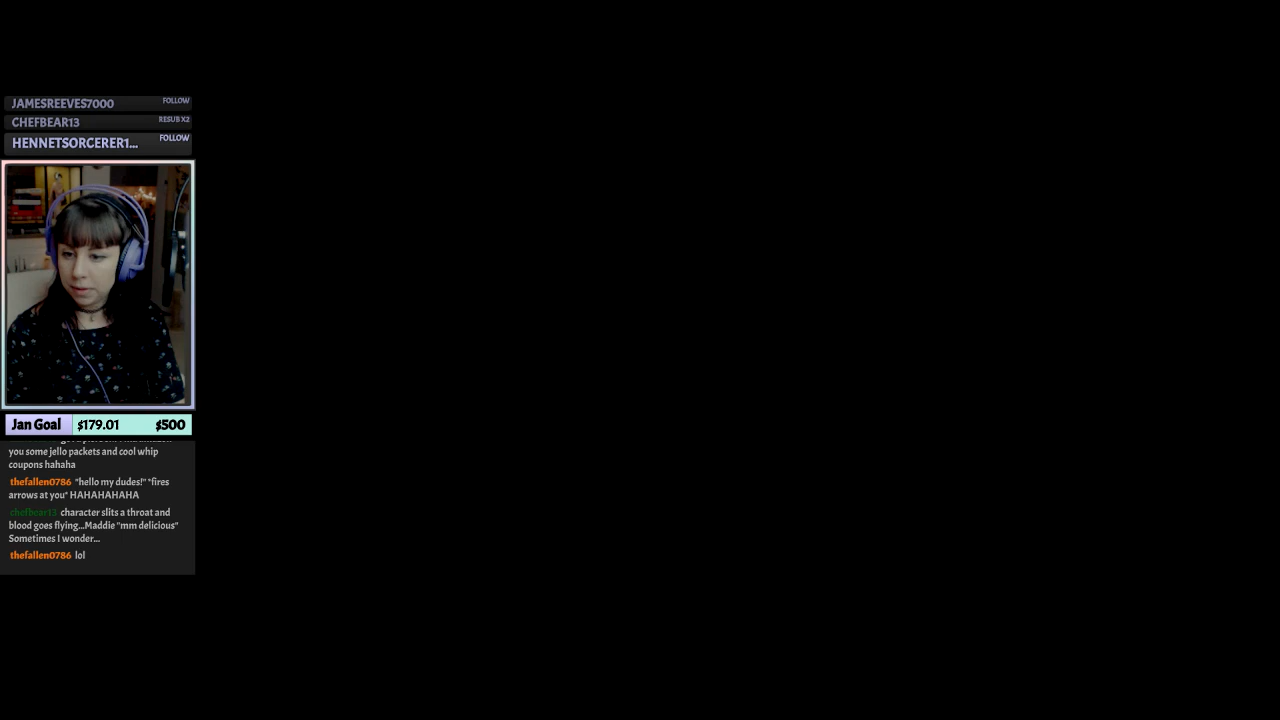 JAMESREEVES7000 FOLLOW
CHEFBEAR13 RESUB X2
HENNETSORCERER1... FOLLOW
Jan Goal $179.01 $500
you some jello packets and cool whip
coupons hahaha
thefallen0786 "hello my dudes!" *fires
arrows at you* HAHAHAHAHA
chefbear13 character slits a throat and
blood goes flying...Maddie "mm delicious"
Sometimes I wonder...
thefallen0786 lol